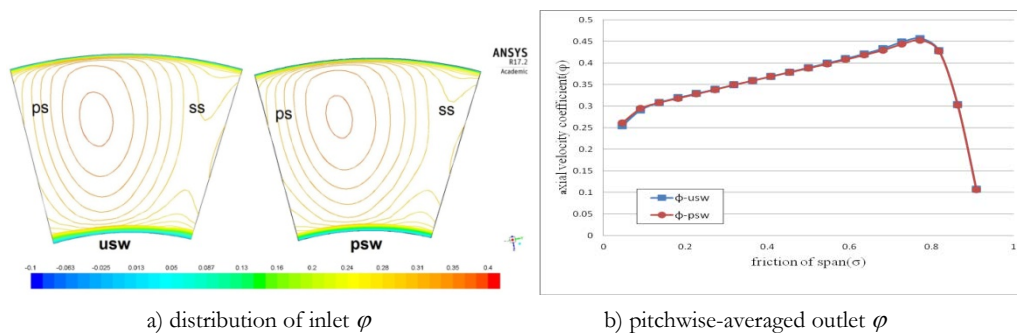 ANSYS
R17.2
Academic
ps
ss
ps
ss
usw
psw
-0.1 -0.063 -0.025 0.013 0.05 0.087 0.13 0.16 0.2 0.24 0.28 0.31 0.35 0.4
a) distribution of inlet φ
axial velocity coefficient(φ)
0.5
0.45
0.4
0.35
0.3
0.25
0.2
0.15
0.1
0.05
0
ϕ-usw
ϕ-psw
0 0.2 0.4 0.6 0.8 1
friction of span(σ)
b) pitchwise-averaged outlet φ